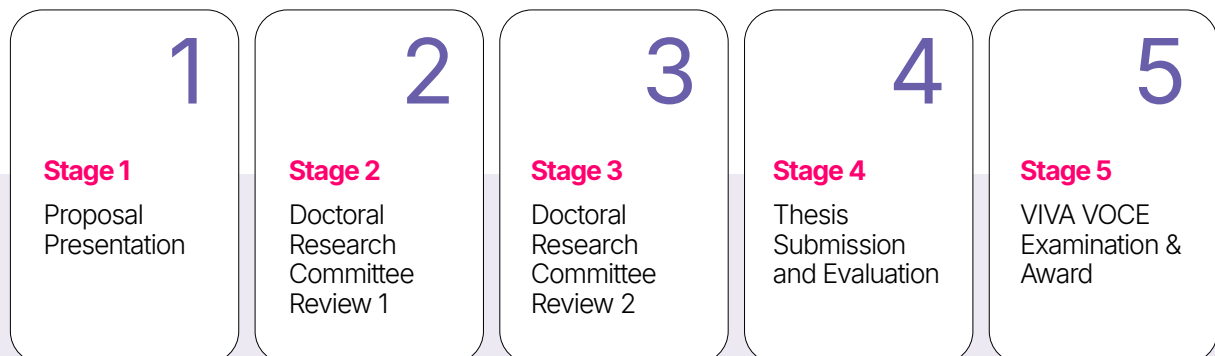 1
Stage 1
Proposal
Presentation
2
Stage 2
Doctoral
Research
Committee
Review 1
3
Stage 3
Doctoral
Research
Committee
Review 2
4
Stage 4
Thesis
Submission
and Evaluation
5
Stage 5
VIVA VOCE
Examination &
Award